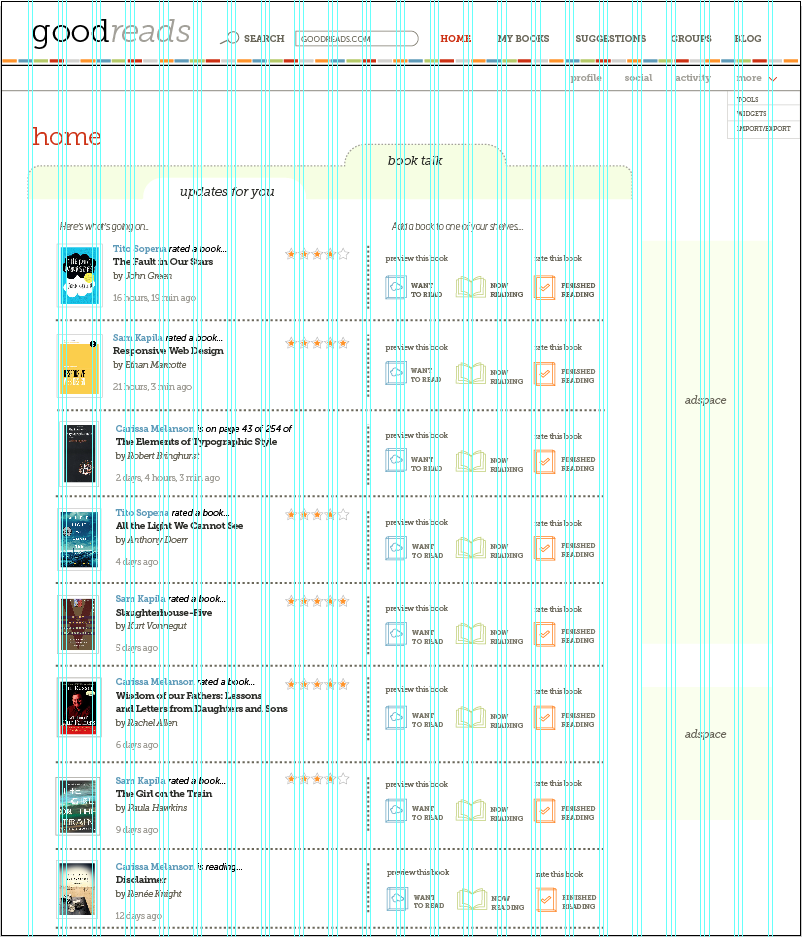 goodreads
SEARCH
GOODREADS.COM
HOME
MY BOOKS
SUGGESTIONS
GROUPS
BLOG
profile
social
activity
more
TOOLS
WIDGETS
IMPORT/EXPORT
home
book talk
updates for you
Here's what's going on...
Add a book to one of your shelves...
Tito Sopena rated a book...
The Fault in Our Stars
by John Green
16 hours, 19 min ago
preview this book
rate this book
WANT
TO READ
NOW
READING
FINISHED
READING
Sam Kapila rated a book...
Responsive Web Design
by Ethan Marcotte
21 hours, 3 min ago
preview this book
rate this book
WANT
TO READ
NOW
READING
FINISHED
READING
Carissa Melanson is on page 43 of 254 of
The Elements of Typographic Style
by Robert Bringhurst
2 days, 4 hours, 3 min ago
preview this book
rate this book
WANT
TO READ
NOW
READING
FINISHED
READING
Tito Sopena rated a book...
All the Light We Cannot See
by Anthony Doerr
4 days ago
preview this book
rate this book
WANT
TO READ
NOW
READING
FINISHED
READING
Sam Kapila rated a book...
Slaughterhouse-Five
by Kurt Vonnegut
5 days ago
preview this book
rate this book
WANT
TO READ
NOW
READING
FINISHED
READING
Carissa Melanson rated a book...
Wisdom of our Fathers: Lessons
and Letters from Daughters and Sons
by Rachel Allen
6 days ago
preview this book
rate this book
WANT
TO READ
NOW
READING
FINISHED
READING
Sam Kapila rated a book...
The Girl on the Train
by Paula Hawkins
9 days ago
preview this book
rate this book
WANT
TO READ
NOW
READING
FINISHED
READING
Carissa Melanson is reading...
Disclaimer
by Renée Knight
12 days ago
preview this book
rate this book
WANT
TO READ
NOW
READING
FINISHED
READING
adspace
adspace